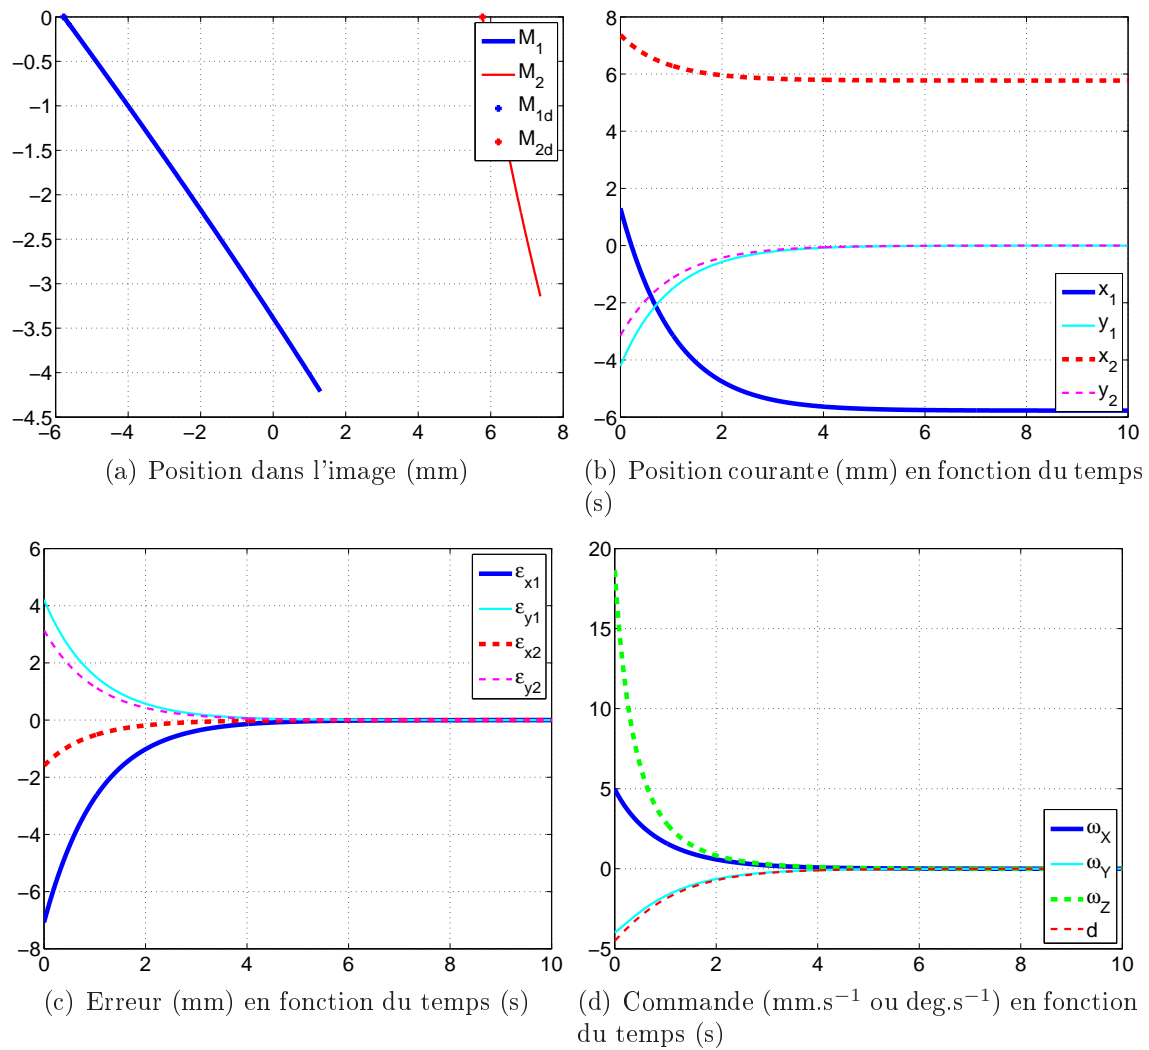 0
−0.5
−1
−1.5
−2
−2.5
−3
−3.5
−4
−4.5
−6 −4 −2 0 2 4 6 8
M1
M2
M1d
M2d
(a) Position dans l'image (mm)
8
6
4
2
0
−2
−4
−6
0 2 4 6 8 10
x1
y1
x2
y2
(b) Position courante (mm) en fonction du temps
(s)
6
4
2
0
−2
−4
−6
−8
0 2 4 6 8 10
εx1
εy1
εx2
εy2
(c) Erreur (mm) en fonction du temps (s)
20
15
10
5
0
−5
0 2 4 6 8 10
ωX
ωY
ωZ
d
(d) Commande (mm.s−1 ou deg.s−1) en fonction
du temps (s)